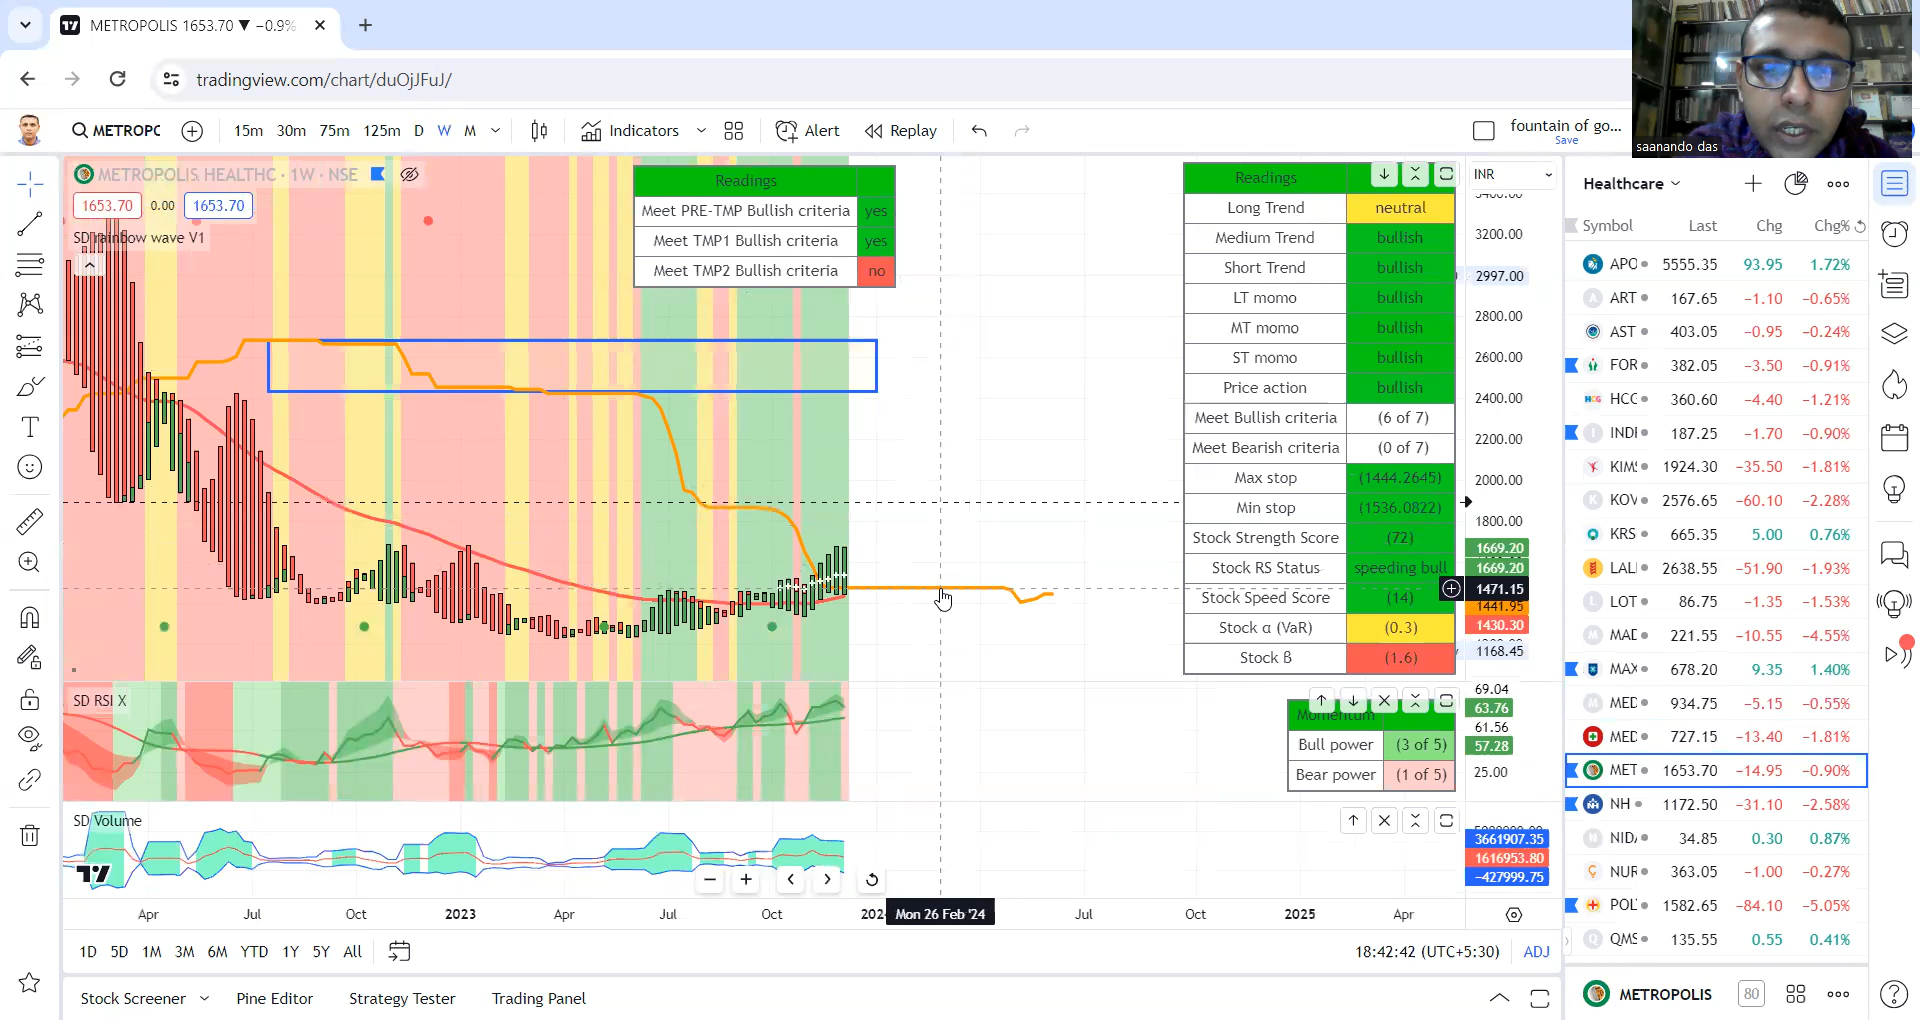 METROPOLIS 1653.70 ▼ −0.9%
tradingview.com/chart/duOjJFuJ/
saanando das
METROPC
15m 30m 75m 125m D W M
Indicators
Alert
Replay
fountain of go...
Save
METROPOLIS HEALTHC · 1W · NSE
1653.70 0.00 1653.70
SD rainbow wave V1
Readings
Meet PRE-TMP Bullish criteria yes
Meet TMP1 Bullish criteria yes
Meet TMP2 Bullish criteria no
Readings
Long Trend neutral
Medium Trend bullish
Short Trend bullish
LT momo bullish
MT momo bullish
ST momo bullish
Price action bullish
Meet Bullish criteria (6 of 7)
Meet Bearish criteria (0 of 7)
Max stop (1444.2645)
Min stop (1536.0822)
Stock Strength Score (72)
Stock RS Status speeding bull
Stock Speed Score (14)
Stock α (VaR) (0.3)
Stock ß (1.6)
INR
3200.00
2997.00
2800.00
2600.00
2400.00
2200.00
2000.00
1800.00
1669.20
1669.20
1471.15
1441.95
1430.30
1168.45
SD RSI X
Momentum
Bull power (3 of 5)
Bear power (1 of 5)
69.04
63.76
61.56
57.28
25.00
SD Volume
3661907.35
1616953.80
−427999.75
Apr Jul Oct 2023 Apr Jul Oct Mon 26 Feb '24 Jul Oct 2025 Apr
1D 5D 1M 3M 6M YTD 1Y 5Y All
18:42:42 (UTC+5:30) ADJ
Stock Screener Pine Editor Strategy Tester Trading Panel
Healthcare
Symbol Last Chg Chg%
APO 5555.35 93.95 1.72%
ART 167.65 −1.10 −0.65%
AST 403.05 −0.95 −0.24%
FOR 382.05 −3.50 −0.91%
HCG 360.60 −4.40 −1.21%
INDI 187.25 −1.70 −0.90%
KIMS 1924.30 −35.50 −1.81%
KOV 2576.65 −60.10 −2.28%
KRS 665.35 5.00 0.76%
LAL 2638.55 −51.90 −1.93%
LOT 86.75 −1.35 −1.53%
MAD 221.55 −10.55 −4.55%
MAX 678.20 9.35 1.40%
MED 934.75 −5.15 −0.55%
MED 727.15 −13.40 −1.81%
MET 1653.70 −14.95 −0.90%
NH 1172.50 −31.10 −2.58%
NID 34.85 0.30 0.87%
NUR 363.05 −1.00 −0.27%
POL 1582.65 −84.10 −5.05%
QMS 135.55 0.55 0.41%
METROPOLIS 80